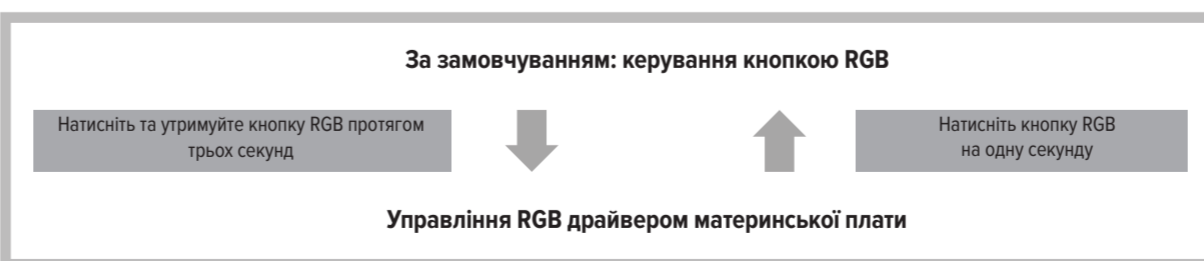 За замовчуванням: керування кнопкою RGB
Натисніть та утримуйте кнопку RGB протягом
трьох секунд
Натисніть кнопку RGB
на одну секунду
Управління RGB драйвером материнської плати